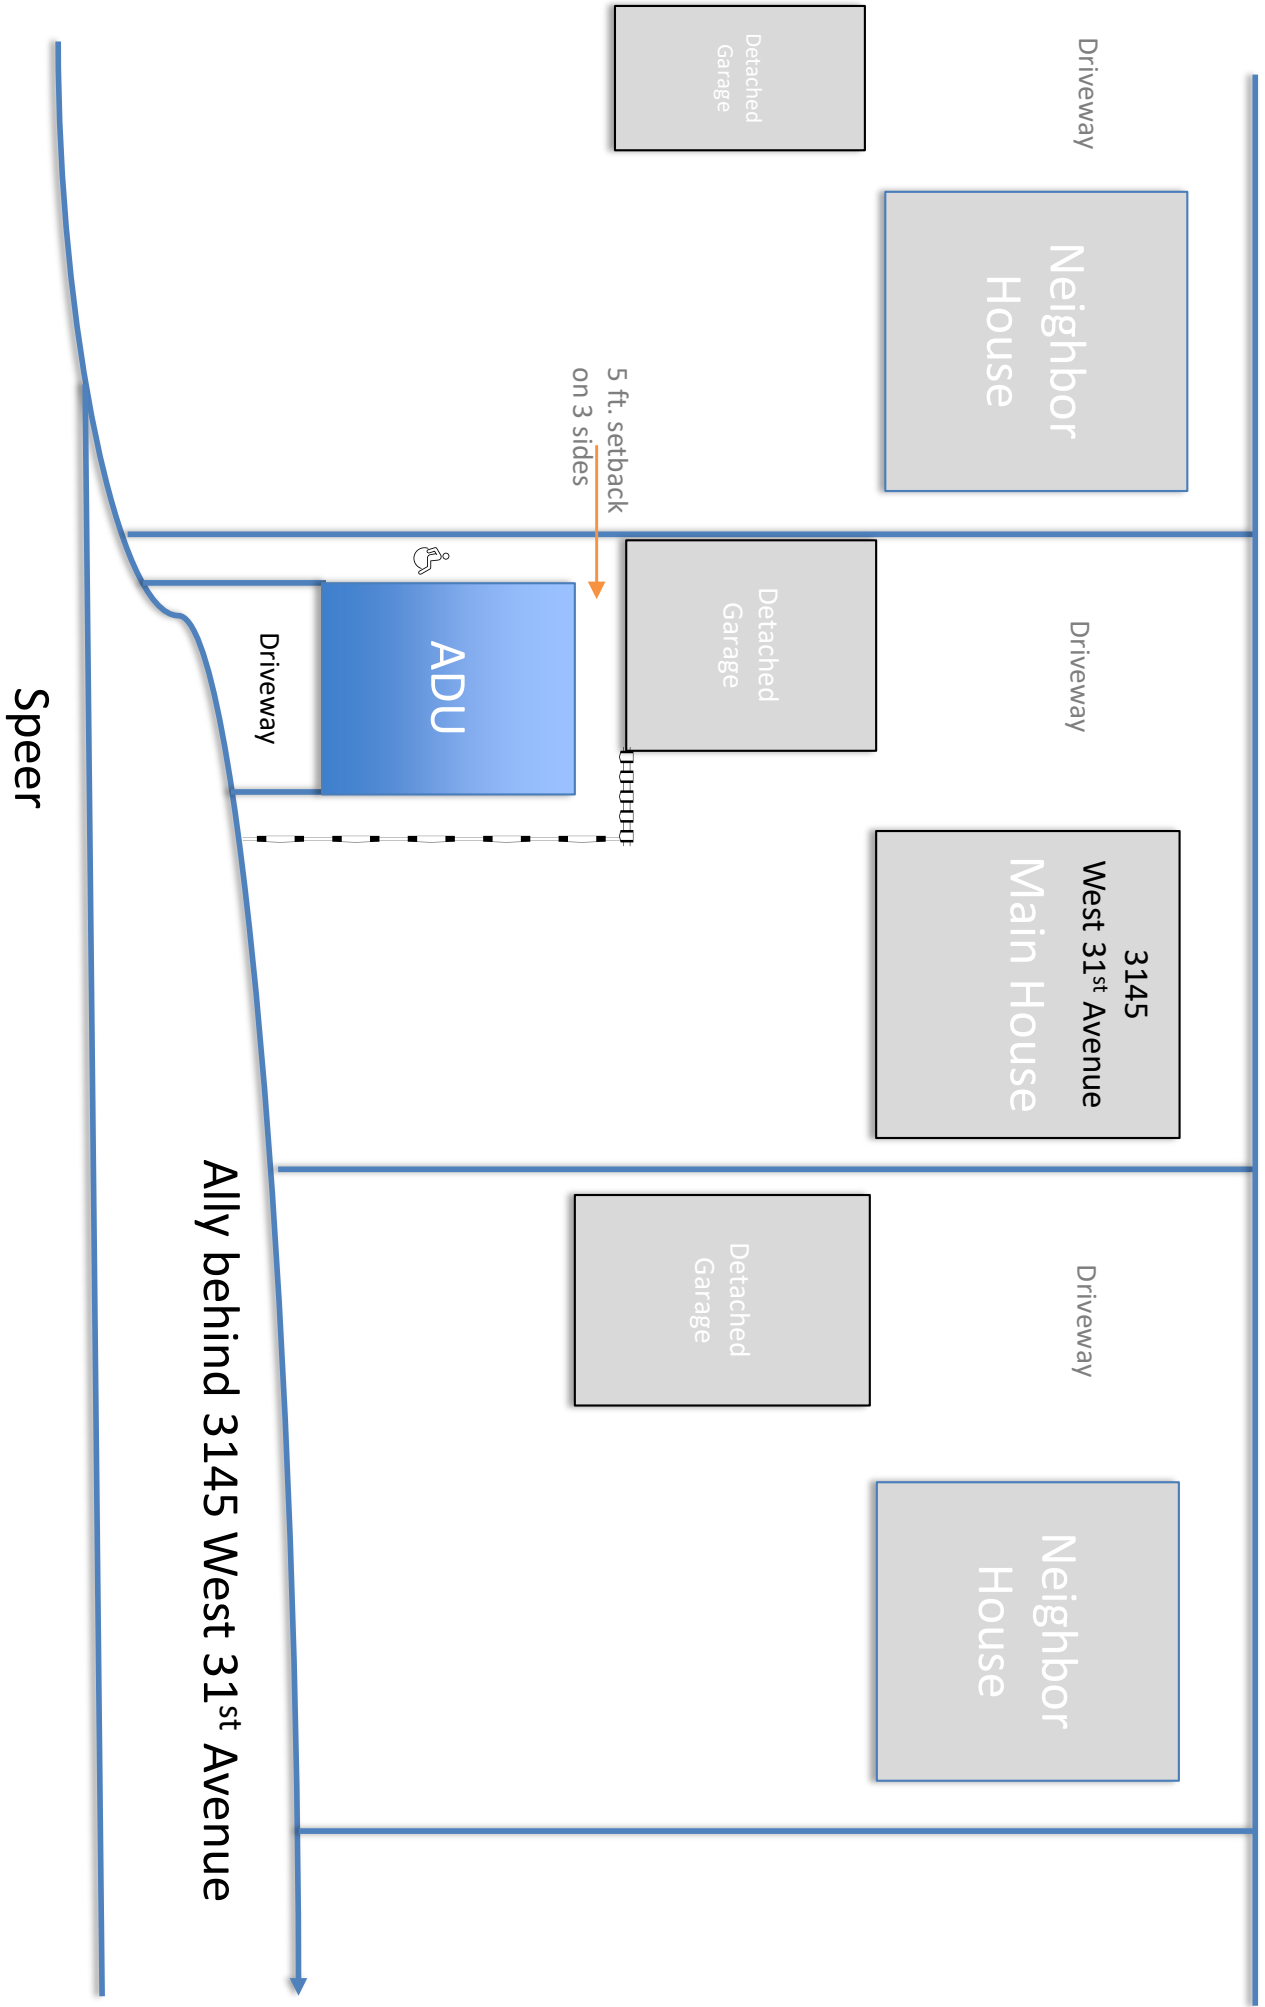 Driveway
Driveway
Driveway
3145
West 31st Avenue
Main House
Neighbor
House
Neighbor
House
Detached
Garage
Detached
Garage
Detached
Garage
5 ft. setback
on 3 sides
ADU
Driveway
Ally behind 3145 West 31st Avenue
Speer